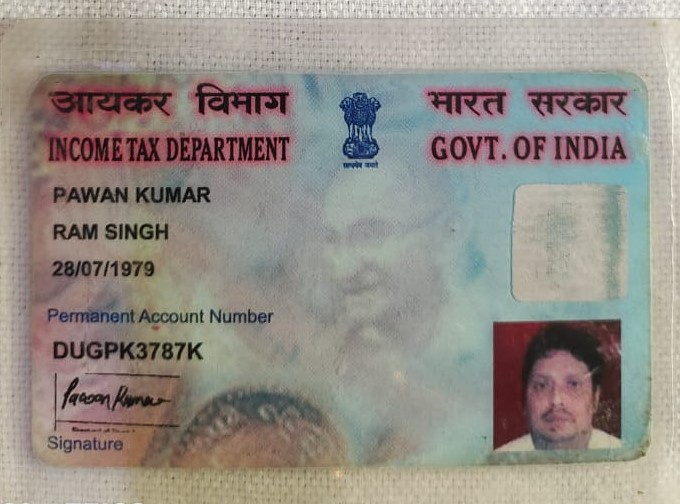 आयकर विभाग
भारत सरकार
INCOME TAX DEPARTMENT
GOVT. OF INDIA
सत्यमेव जयते
PAWAN KUMAR
RAM SINGH
28/07/1979
Permanent Account Number
DUGPK3787K
Pawan Kumar
Signature